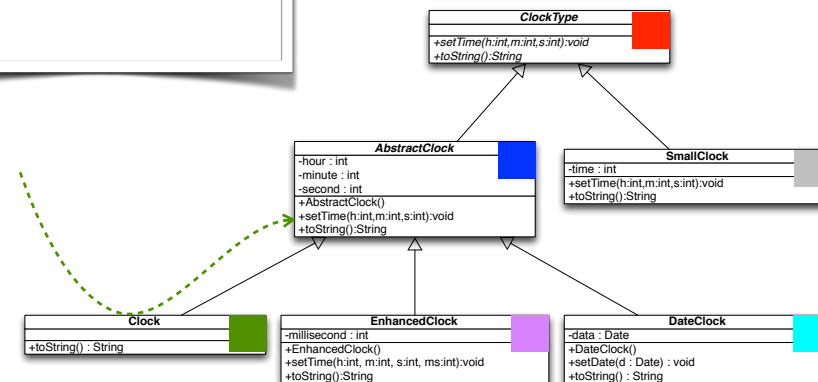 ClockType
+setTime(h:int,m:int,s:int):void
+toString():String
AbstractClock
-hour : int
-minute : int
-second : int
+AbstractClock()
+setTime(h:int,m:int,s:int):void
+toString():String
SmallClock
-time : int
+setTime(h:int,m:int,s:int):void
+toString():String
Clock
+toString() : String
EnhancedClock
-millisecond : int
+EnhancedClock()
+setTime(h:int, m:int, s:int, ms:int):void
+toString():String
DateClock
-data : Date
+DateClock()
+setDate(d : Date) : void
+toString() : String